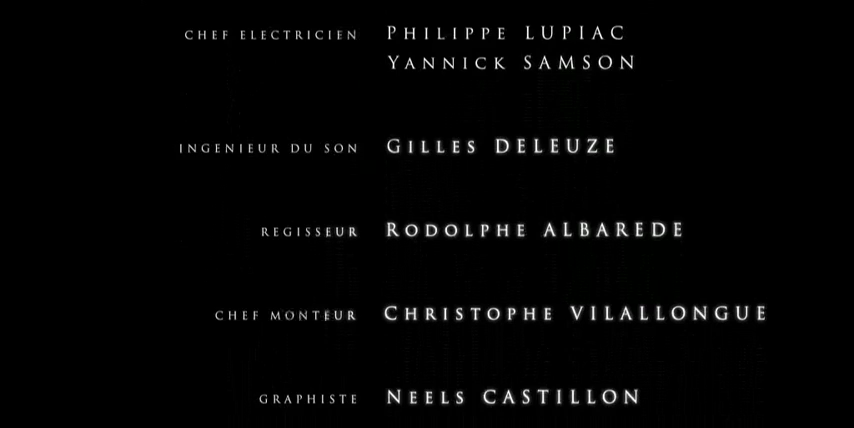 CHEF ELECTRICIEN PHILIPPE LUPIAC
YANNICK SAMSON
INGENIEUR DU SON GILLES DELEUZE
REGISSEUR RODOLPHE ALBAREDE
CHEF MONTEUR CHRISTOPHE VILALLONGUE
GRAPHISTE NEELS CASTILLON